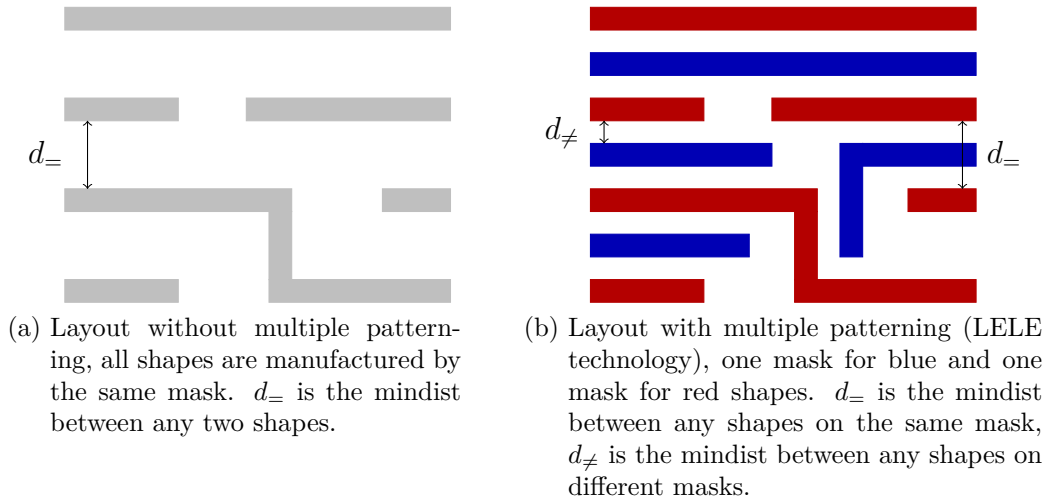 d=
d≠
d=
(a) Layout without multiple pattern-
ing, all shapes are manufactured by
the same mask. d= is the mindist
between any two shapes.
(b) Layout with multiple patterning (LELE
technology), one mask for blue and one
mask for red shapes. d= is the mindist
between any shapes on the same mask,
d≠ is the mindist between any shapes on
different masks.